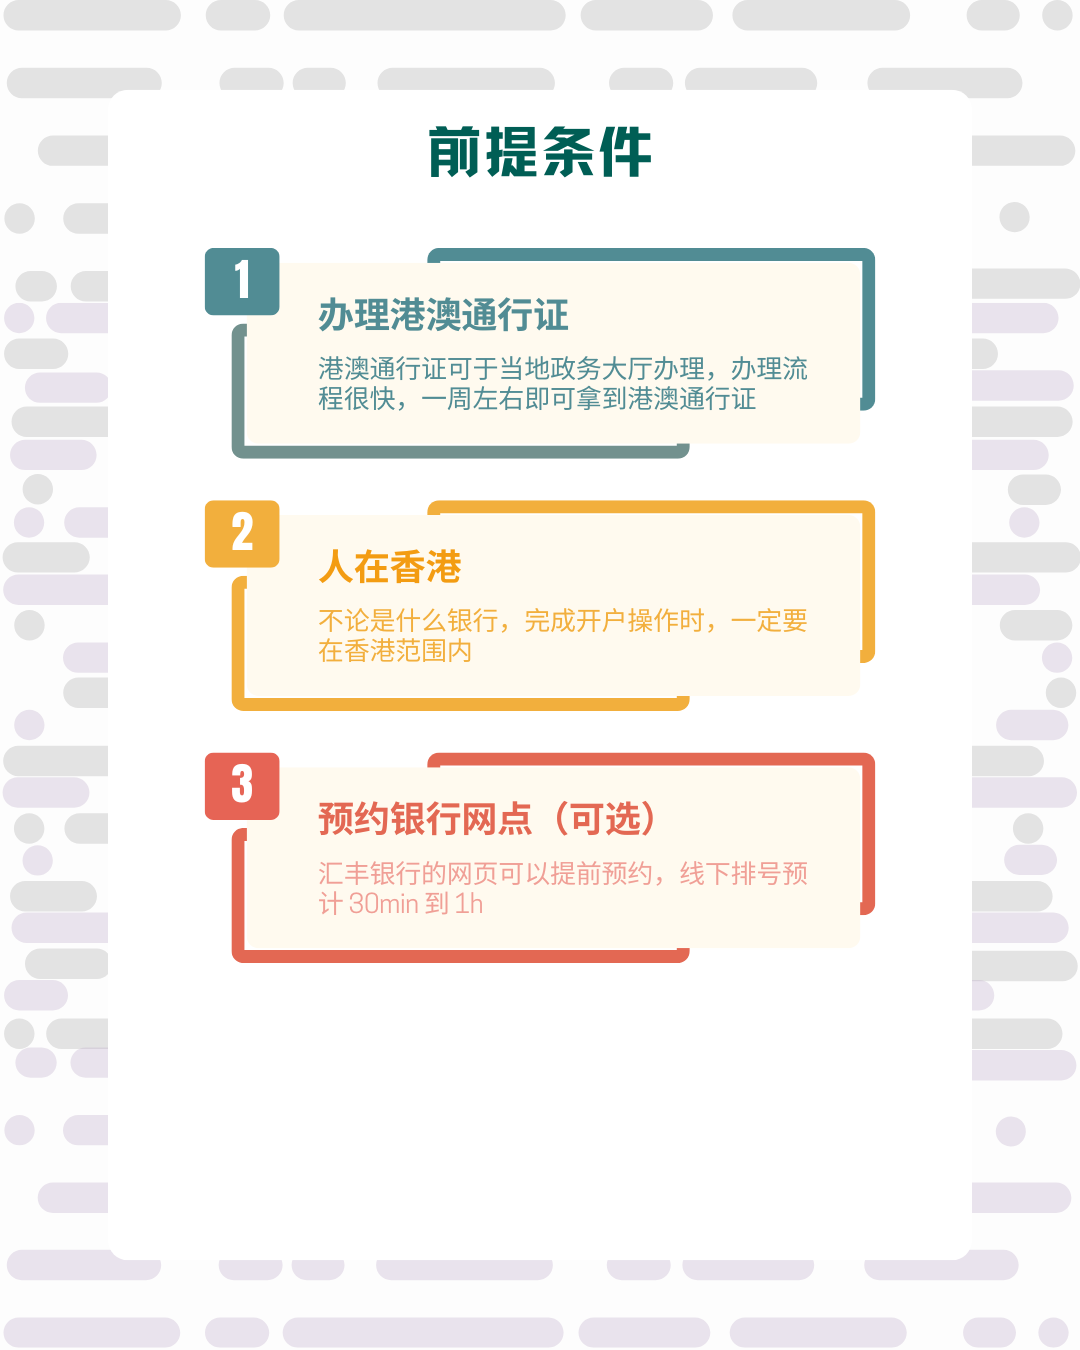 前提条件
1
办理港澳通行证
港澳通行证可于当地政务大厅办理，办理流
程很快，一周左右即可拿到港澳通行证
2
人在香港
不论是什么银行，完成开户操作时，一定要
在香港范围内
3
预约银行网点（可选）
汇丰银行的网页可以提前预约，线下排号预
计 30min 到 1h